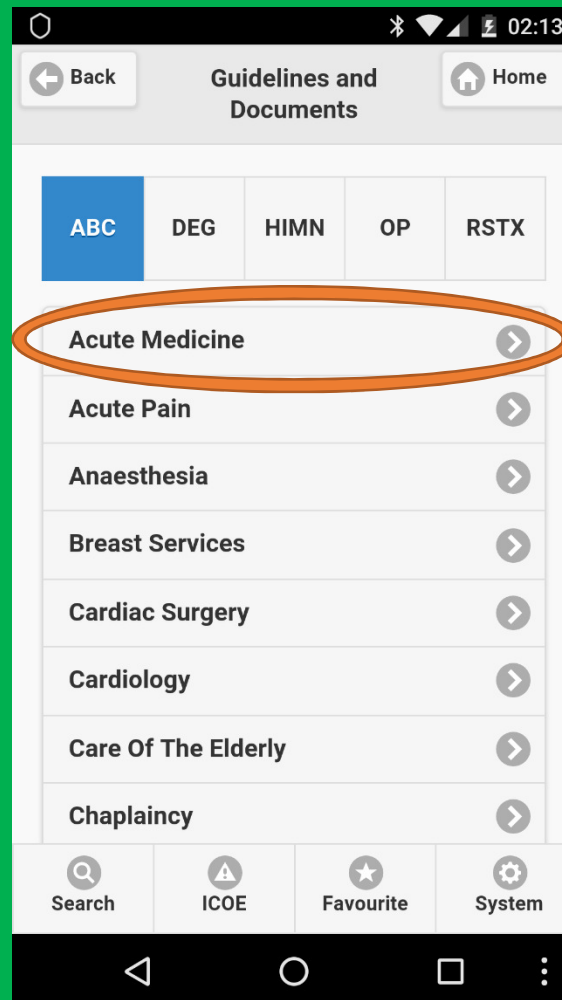 02:13
Back
Guidelines and
Documents
Home
ABC
DEG
HIMN
OP
RSTX
Acute Medicine
Acute Pain
Anaesthesia
Breast Services
Cardiac Surgery
Cardiology
Care Of The Elderly
Chaplaincy
Search
ICOE
Favourite
System